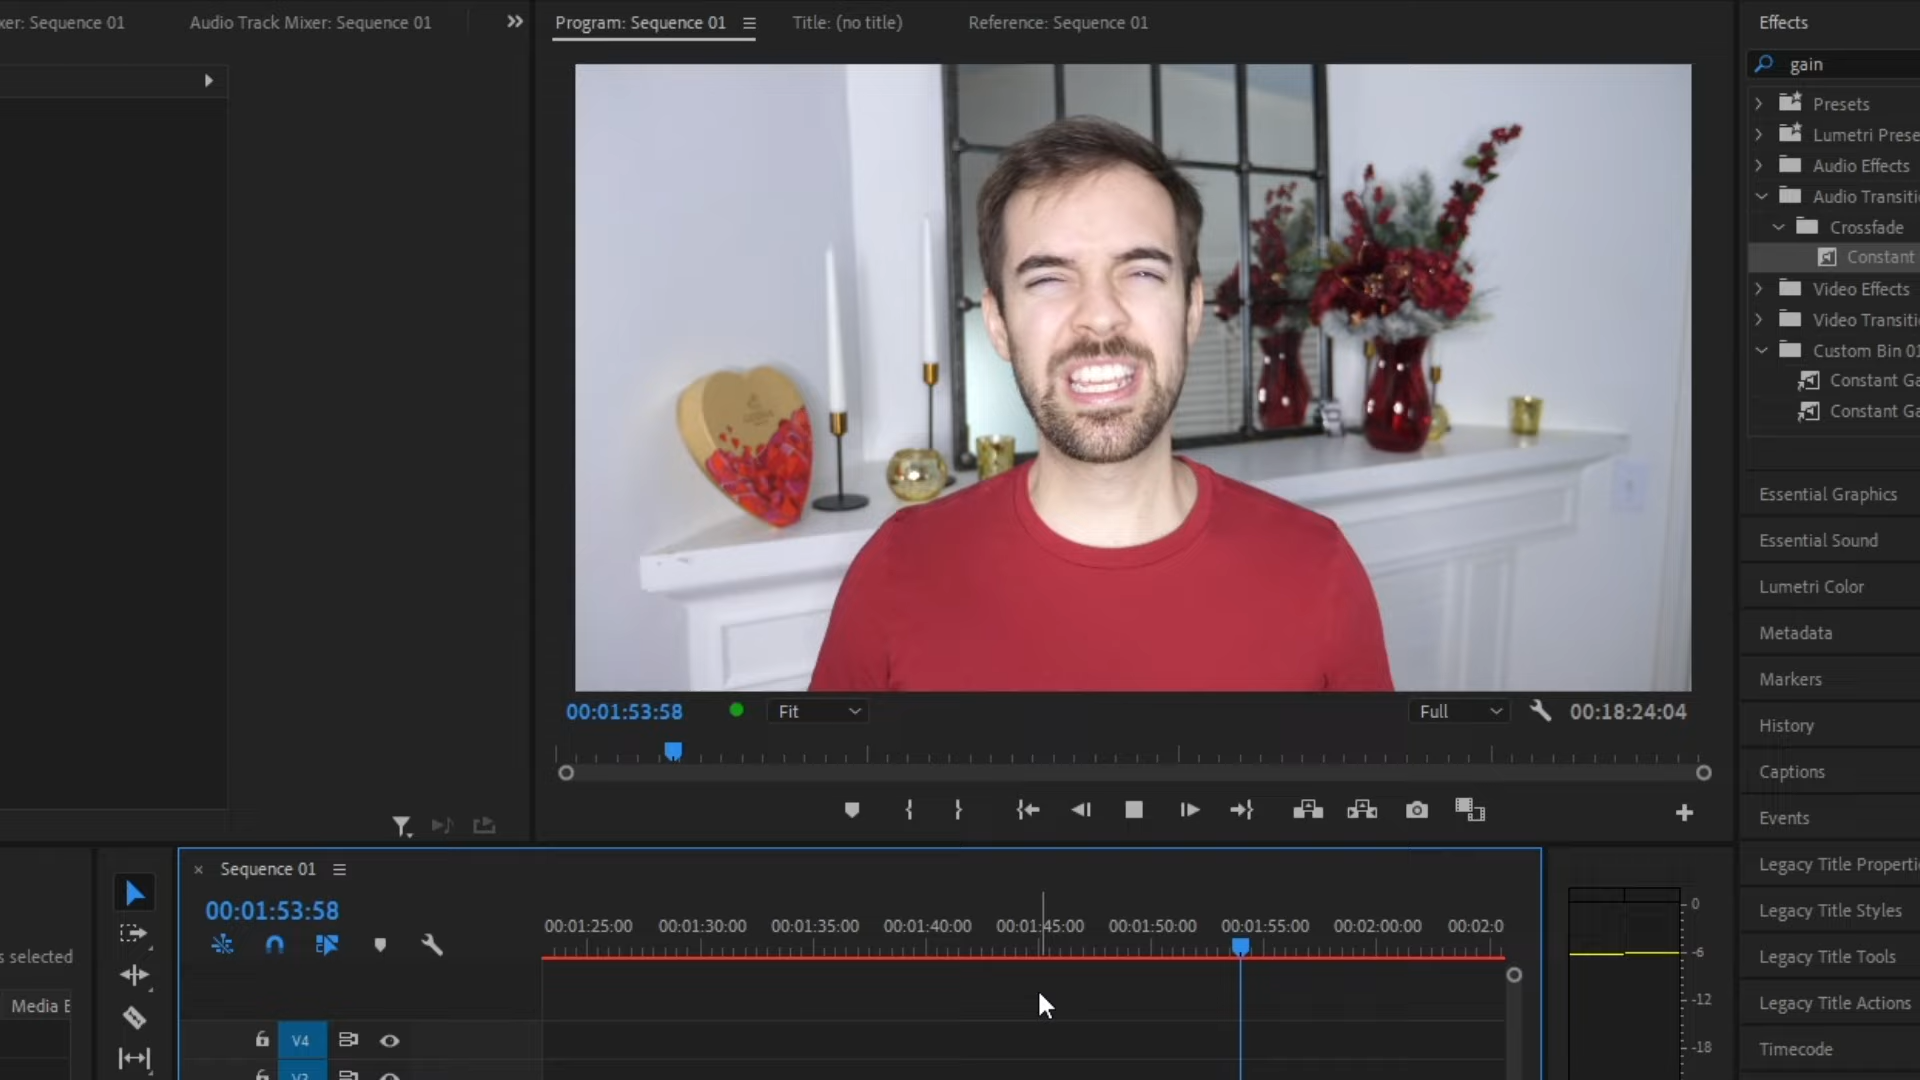 xer: Sequence 01
Audio Track Mixer: Sequence 01
Program: Sequence 01
Title: (no title)
Reference: Sequence 01
Effects
gain
Presets
Lumetri Prese
Audio Effects
Audio Transiti
Crossfade
Constant
Video Effects
Video Transiti
Custom Bin 01
Constant Ga
Constant Ga
Essential Graphics
Essential Sound
Lumetri Color
Metadata
Markers
History
Captions
Events
Legacy Title Properti
Legacy Title Styles
Legacy Title Tools
Legacy Title Actions
Timecode
00:01:53:58
Fit
Full
00:18:24:04
Sequence 01
00:01:53:58
00:01:25:00 00:01:30:00 00:01:35:00 00:01:40:00 00:01:45:00 00:01:50:00 00:01:55:00 00:02:00:00 00:02:0
s selected
Media E
V4
0
-6
-12
-18